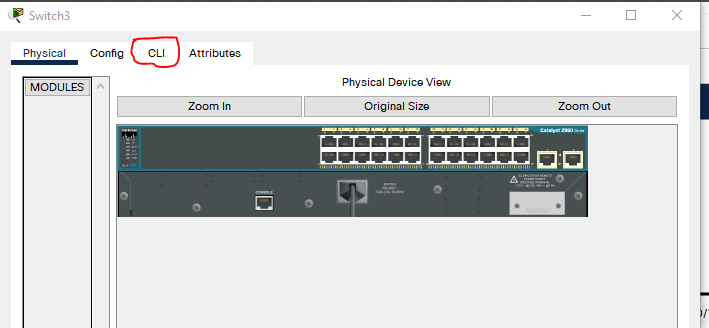 Switch3
Physical Config CLI Attributes
MODULES
Physical Device View
Zoom In Original Size Zoom Out
Catalyst 2960 Series
CONSOLE